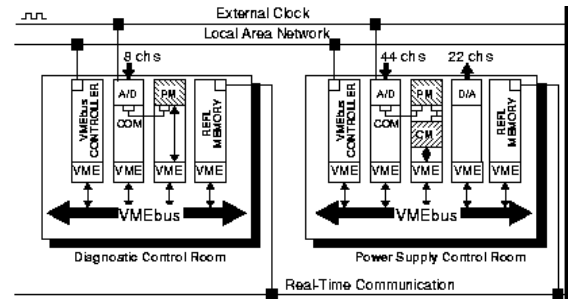 External Clock
Local Area Network
8 chs
44 chs
22 chs
VMEbus
CONTROLLER
A/D
PM
COM
REFL
MEMORY
VME
VME
VME
VME
VMEbus
Diagnostic Control Room
VMEbus
CONTROLLER
A/D
PM
D/A
COM
CM
REFL
MEMORY
VME
VME
VME
VME
VME
VMEbus
Power Supply Control Room
Real-Time Communication